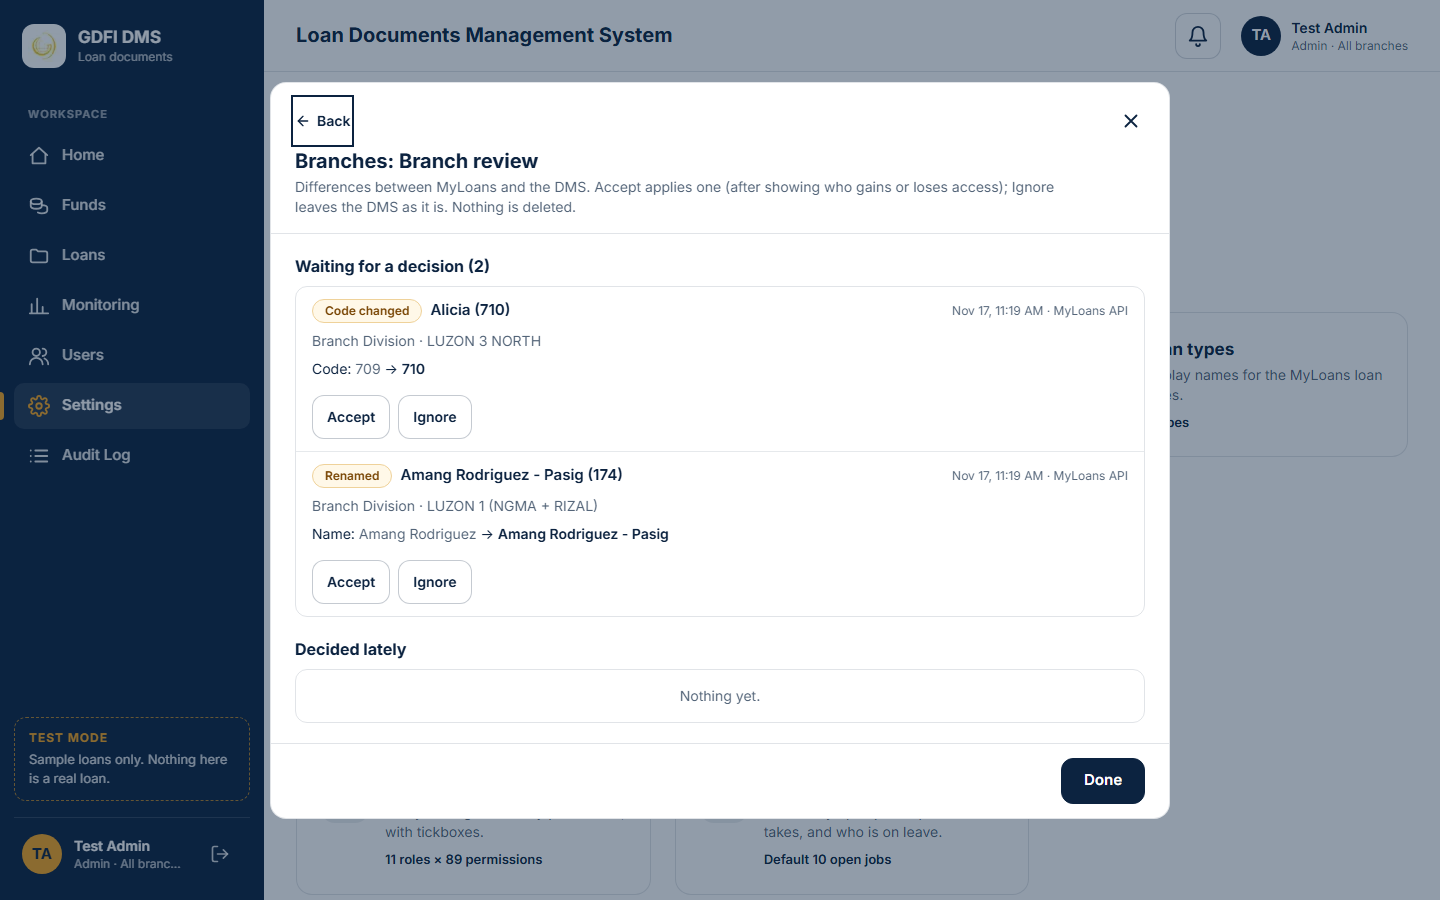 GDFI DMS
Loan documents
WORKSPACE
Home
Funds
Loans
Monitoring
Users
Settings
Audit Log
TEST MODE
Sample loans only. Nothing here
is a real loan.
TA
Test Admin
Admin · All branc...
Loan Documents Management System
TA
Test Admin
Admin · All branches
← Back
Branches: Branch review
Differences between MyLoans and the DMS. Accept applies one (after showing who gains or loses access); Ignore
leaves the DMS as it is. Nothing is deleted.
Waiting for a decision (2)
Code changed Alicia (710) Nov 17, 11:19 AM · MyLoans API
Branch Division · LUZON 3 NORTH
Code: 709 → 710
Accept Ignore
Renamed Amang Rodriguez - Pasig (174) Nov 17, 11:19 AM · MyLoans API
Branch Division · LUZON 1 (NGMA + RIZAL)
Name: Amang Rodriguez → Amang Rodriguez - Pasig
Accept Ignore
Decided lately
Nothing yet.
Done
types
names for the MyLoans loan
with tickboxes.
11 roles × 89 permissions
takes, and who is on leave.
Default 10 open jobs